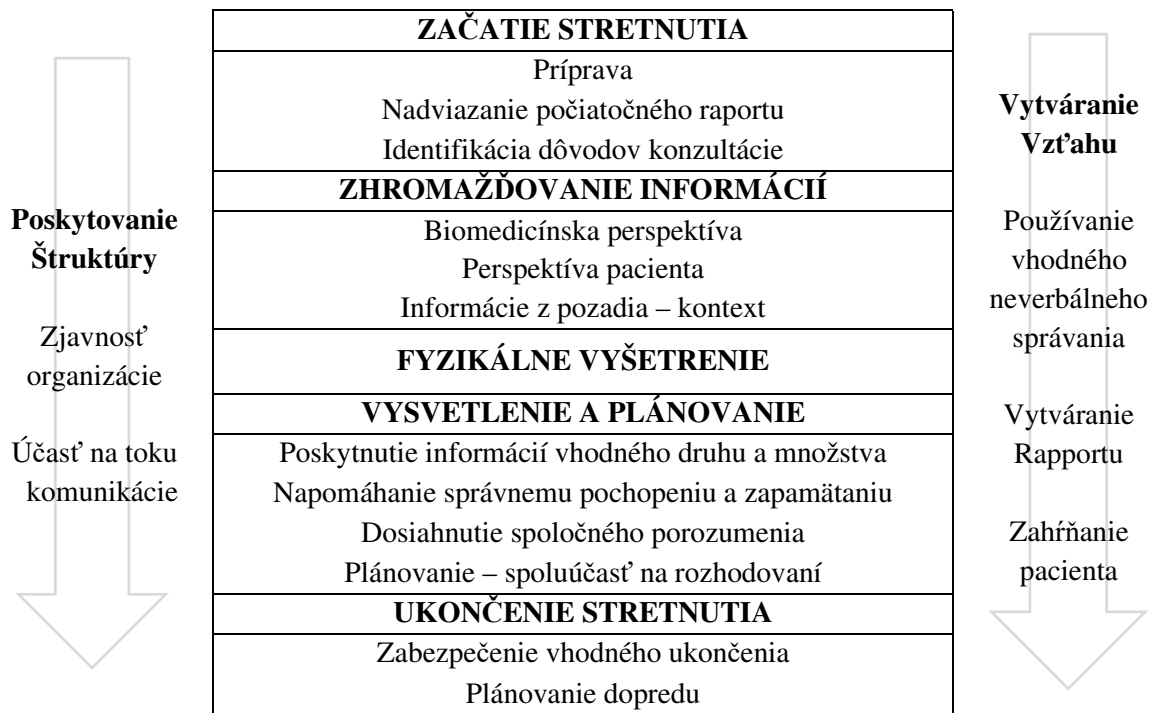 Poskytovanie
Štruktúry
Zjavnosť
organizácie
Účasť na toku
komunikácie
ZAČATIE STRETNUTIA
Príprava
Nadviazanie počiatočného raportu
Identifikácia dôvodov konzultácie
ZHROMAŽĎOVANIE INFORMÁCIÍ
Biomedicínska perspektíva
Perspektíva pacienta
Informácie z pozadia – kontext
FYZIKÁLNE VYŠETRENIE
VYSVETLENIE A PLÁNOVANIE
Poskytnutie informácií vhodného druhu a množstva
Napomáhanie správnemu pochopeniu a zapamätaniu
Dosiahnutie spoločného porozumenia
Plánovanie – spoluúčasť na rozhodovaní
UKONČENIE STRETNUTIA
Zabezpečenie vhodného ukončenia
Plánovanie dopredu
Vytváranie
Vzťahu
Používanie
vhodného
neverbálneho
správania
Vytváranie
Rapportu
Zahŕňanie
pacienta